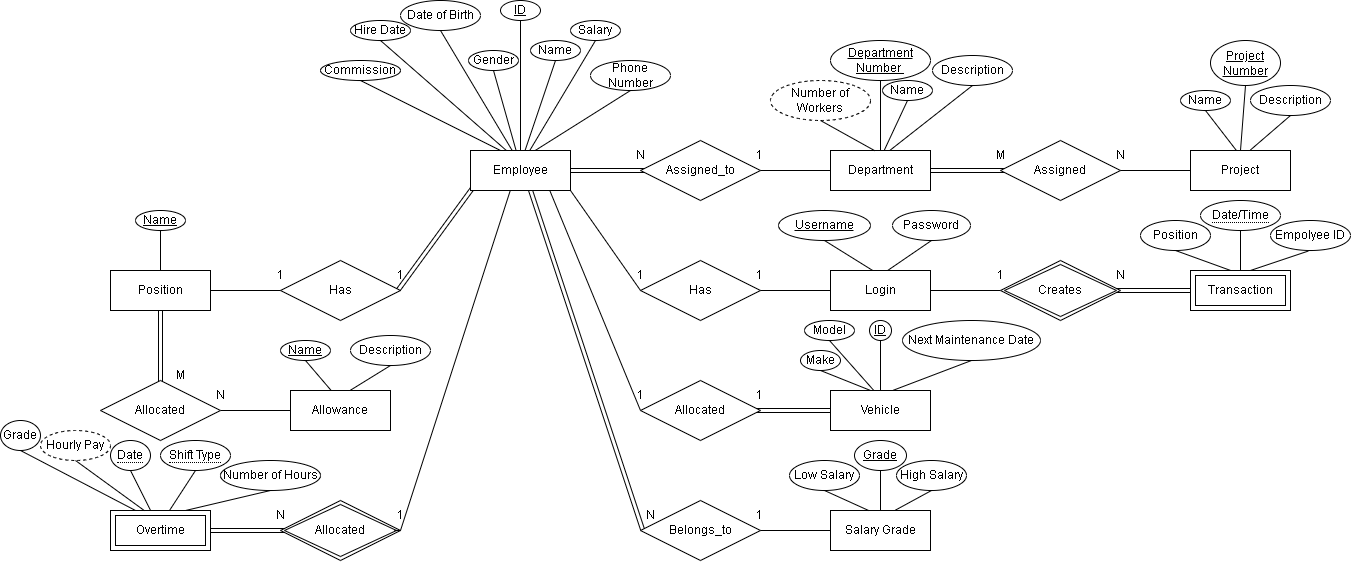 ID
Date of Birth
Hire Date
Salary
Name
Gender
Commission
Phone
Number
Department
Number
Name
Description
Number of
Workers
Project
Number
Name
Description
Employee
N
Assigned_to
1
Department
M
Assigned
N
Project
Name
Username
Password
Date/Time
Position
Empolyee ID
Position
1
Has
1
1
Has
1
Login
1
Creates
N
Transaction
Model
ID
Next Maintenance Date
Make
Name
Description
M
Allocated
N
Allowance
1
Allocated
1
Vehicle
Grade
Hourly Pay
Date
Shift Type
Number of Hours
Grade
Low Salary
High Salary
Overtime
N
Allocated
1
N
Belongs_to
1
Salary Grade